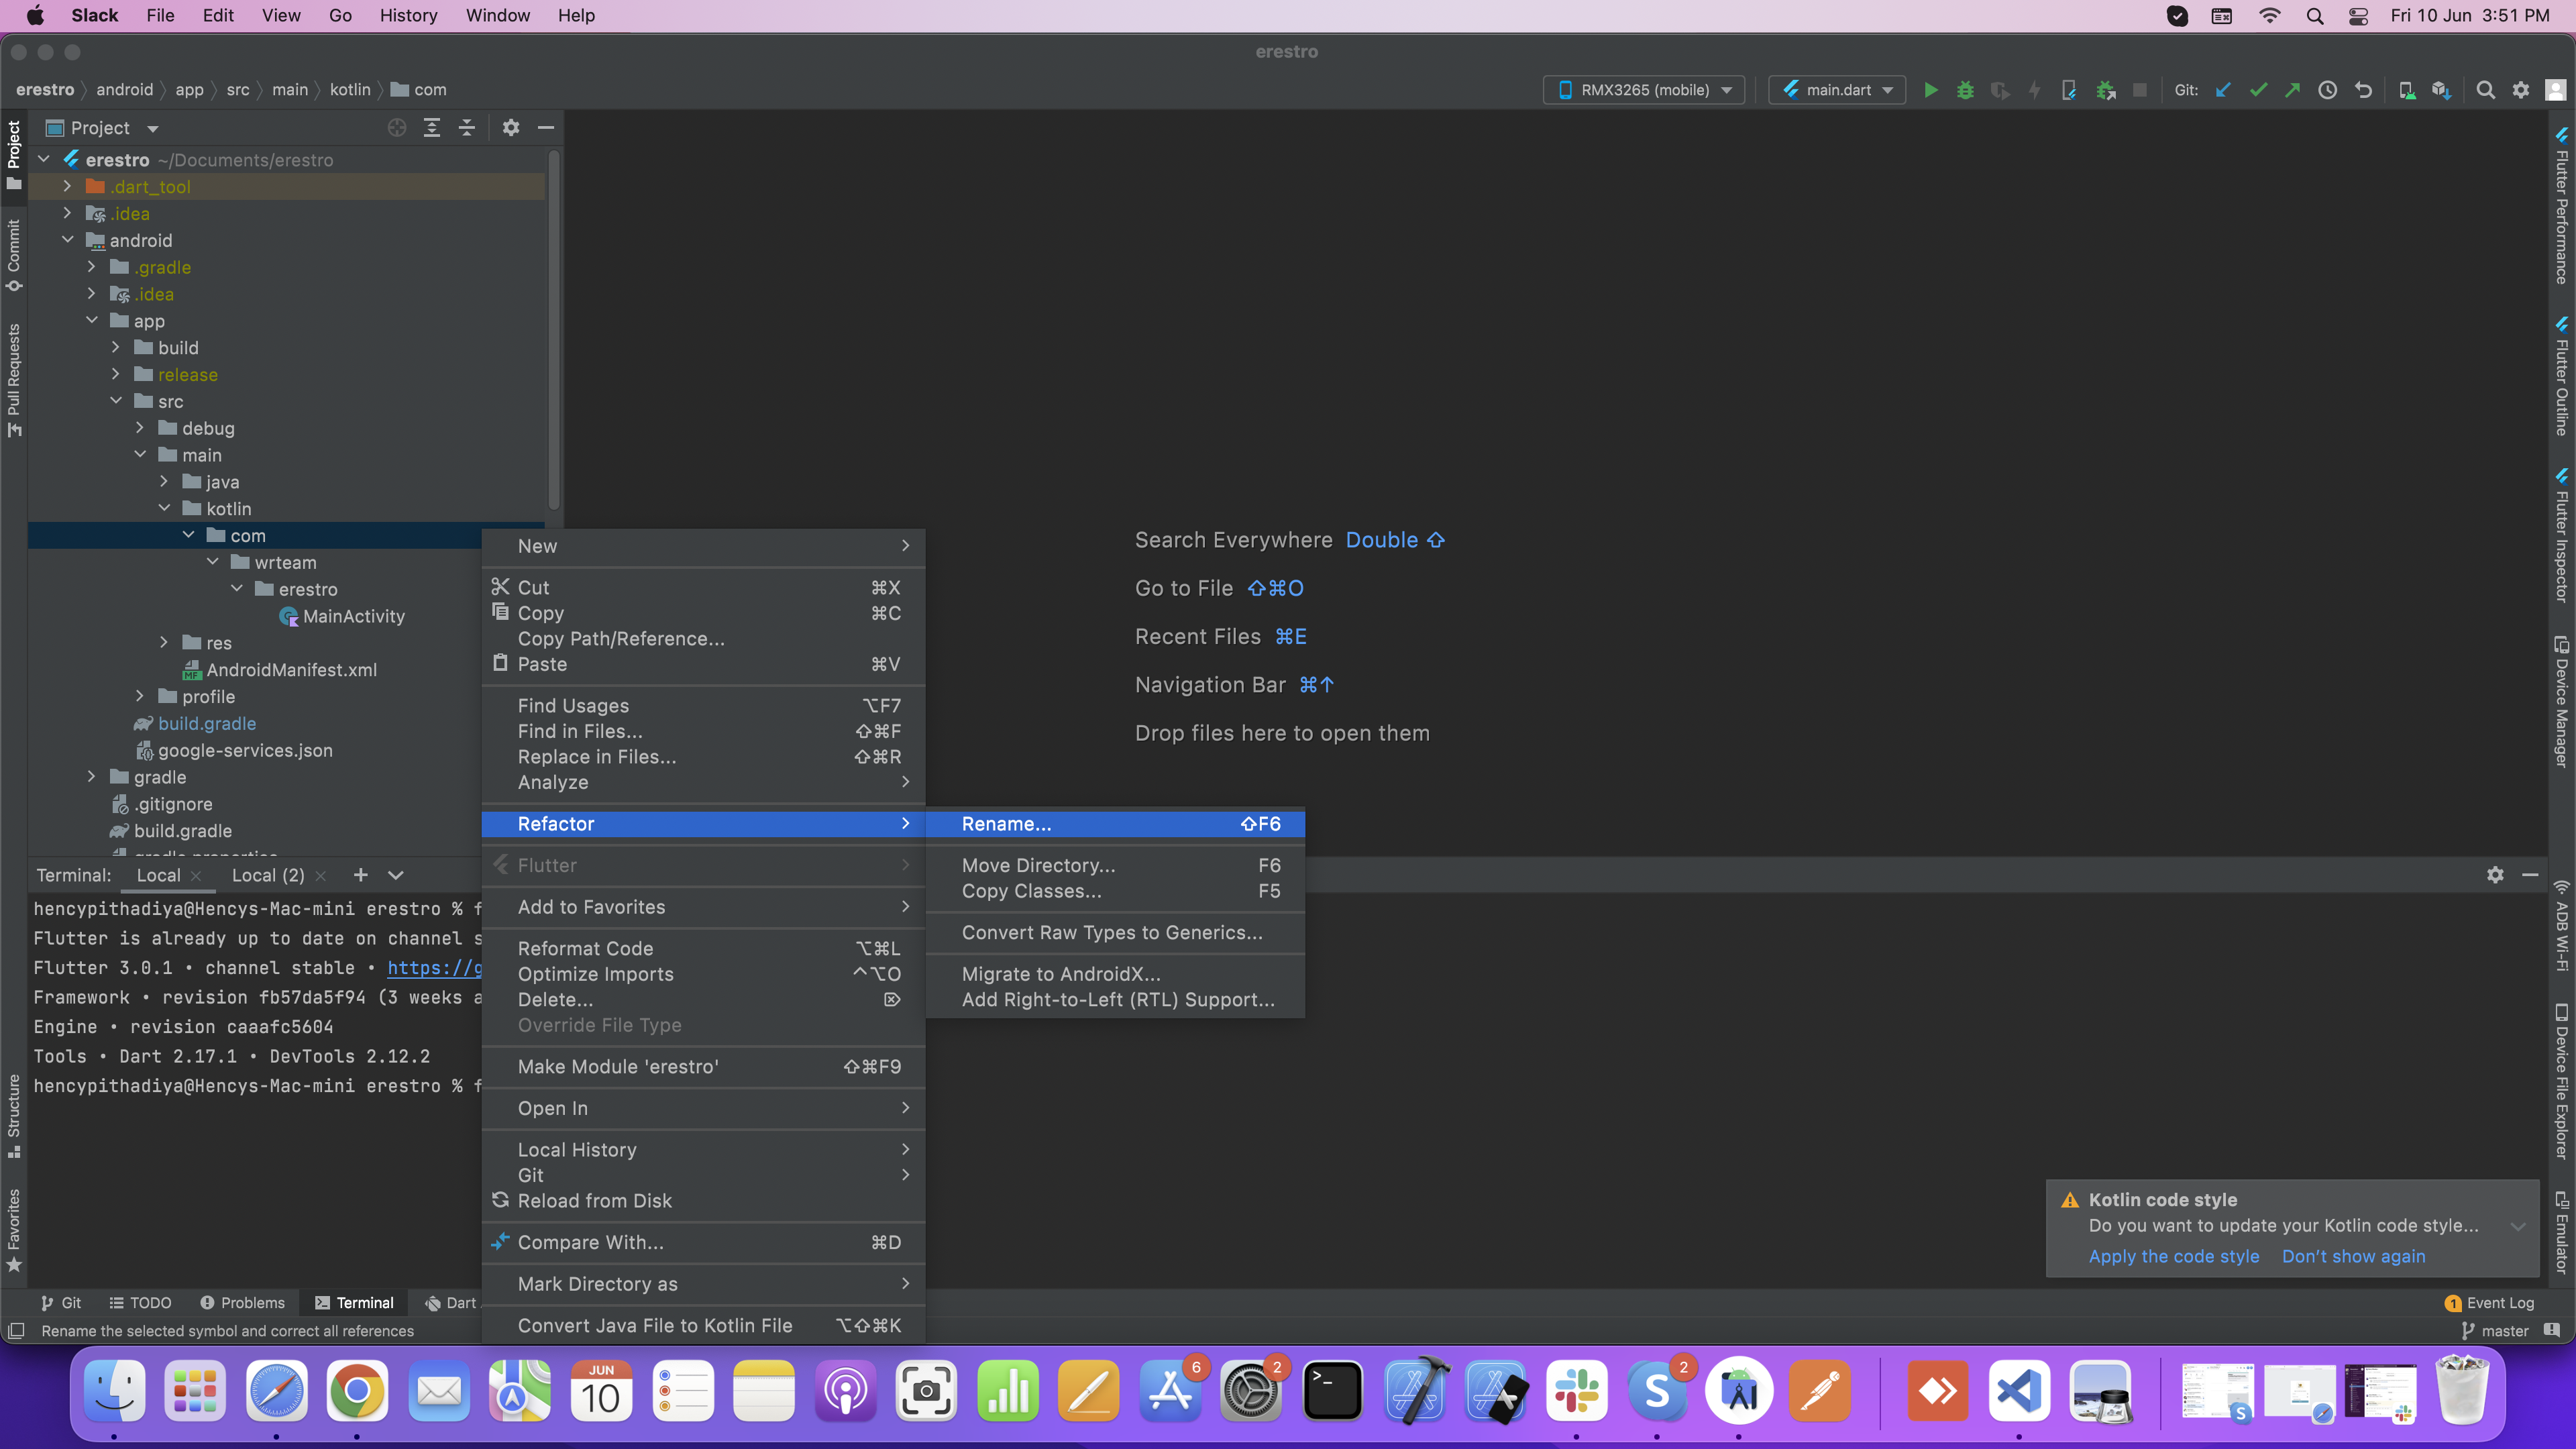 Slack File Edit View Go History Window Help
Fri 10 Jun 3:51 PM
erestro
erestro android app src main kotlin com
RMX3265 (mobile)
main.dart
Git:
Project
erestro ~/Documents/erestro
.dart_tool
.idea
android
.gradle
.idea
app
build
release
src
debug
main
java
kotlin
com
wrteam
erestro
MainActivity
res
AndroidManifest.xml
profile
build.gradle
google-services.json
gradle
.gitignore
build.gradle
gradle.properties
Project
Commit
Pull Requests
Structure
Favorites
New
Cut ⌘X
Copy ⌘C
Copy Path/Reference...
Paste ⌘V
Find Usages ⌥F7
Find in Files... ⇧⌘F
Replace in Files... ⇧⌘R
Analyze
Refactor
Flutter
Add to Favorites
Reformat Code ⌥⌘L
Optimize Imports ^⌥O
Delete... ⌦
Override File Type
Make Module 'erestro' ⇧⌘F9
Open In
Local History
Git
Reload from Disk
Compare With... ⌘D
Mark Directory as
Convert Java File to Kotlin File ⌥⇧⌘K
Rename... ⇧F6
Move Directory... F6
Copy Classes... F5
Convert Raw Types to Generics...
Migrate to AndroidX...
Add Right-to-Left (RTL) Support...
Search Everywhere Double ⇧
Go to File ⇧⌘O
Recent Files ⌘E
Navigation Bar ⌘↑
Drop files here to open them
Flutter Performance
Flutter Outline
Flutter Inspector
Device Manager
ADB Wi-Fi
Device File Explorer
Emulator
Terminal: Local Local (2)
hencypithadiya@Hencys-Mac-mini erestro % f
Flutter is already up to date on channel s
Flutter 3.0.1 • channel stable • https://g
Framework • revision fb57da5f94 (3 weeks a
Engine • revision caaafc5604
Tools • Dart 2.17.1 • DevTools 2.12.2
hencypithadiya@Hencys-Mac-mini erestro % f
Kotlin code style
Do you want to update your Kotlin code style...
Apply the code style Don't show again
Git TODO Problems Terminal Dart
1 Event Log
Rename the selected symbol and correct all references
master
JUN
10
6
2
2